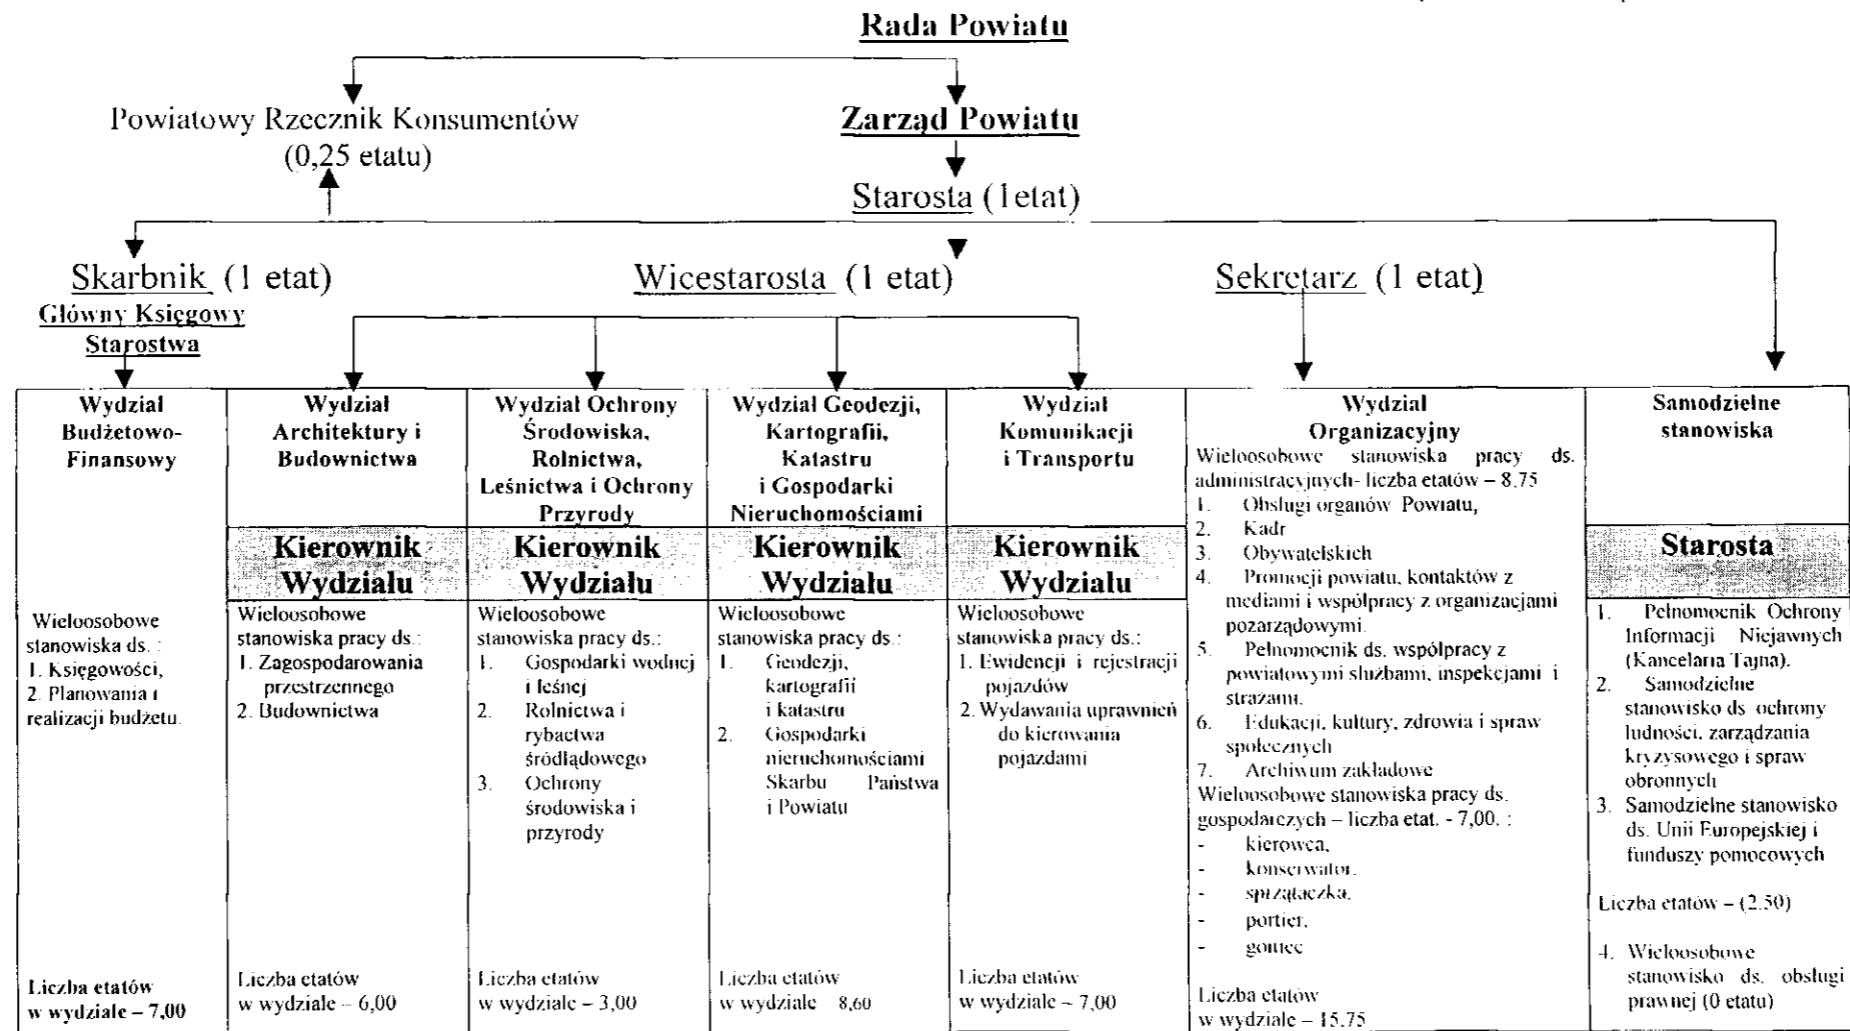 Rada Powiatu
Powiatowy Rzecznik Konsumentów
(0,25 etatu)
Zarząd Powiatu
Starosta (1etat)
Skarbnik (1 etat)
Główny Księgowy
Starostwa
Wicestarosta (1 etat)
Sekretarz (1 etat)
Wydział
Budżetowo-
Finansowy
Wieloosobowe
stanowiska ds. :
1. Księgowości,
2. Planowania i
realizacji budżetu.
Liczba etatów
w wydziale – 7,00
Wydział
Architektury i
Budownictwa
Kierownik
Wydziału
Wieloosobowe
stanowiska pracy ds.:
1. Zagospodarowania
przestrzennego
2. Budownictwa
Liczba etatów
w wydziale – 6,00
Wydział Ochrony
Środowiska,
Rolnictwa,
Leśnictwa i Ochrony
Przyrody
Kierownik
Wydziału
Wieloosobowe
stanowiska pracy ds.:
1. Gospodarki wodnej
i leśnej
2. Rolnictwa i
rybactwa
śródlądowego
3. Ochrony
środowiska i
przyrody
Liczba etatów
w wydziale – 3,00
Wydział Geodezji,
Kartografii,
Katastru
i Gospodarki
Nieruchomościami
Kierownik
Wydziału
Wieloosobowe
stanowiska pracy ds.:
1. Geodezji,
kartografii
i katastru
2. Gospodarki
nieruchomościami
Skarbu Państwa
i Powiatu
Liczba etatów
w wydziale 8,60
Wydział
Komunikacji
i Transportu
Kierownik
Wydziału
Wieloosobowe
stanowiska pracy ds.:
1. Ewidencji i rejestracji
pojazdów
2. Wydawania uprawnień
do kierowania
pojazdami
Liczba etatów
w wydziale – 7,00
Wydział
Organizacyjny
Wieloosobowe stanowiska pracy ds.
administracyjnych- liczba etatów – 8,75
1. Obsługi organów Powiatu,
2. Kadr
3. Obywatelskich
4. Promocji powiatu, kontaktów z
mediami i współpracy z organizacjami
pozarządowymi.
5. Pełnomocnik ds. współpracy z
powiatowymi służbami, inspekcjami i
strażami.
6. Edukacji, kultury, zdrowia i spraw
społecznych
7. Archiwum zakładowe
Wieloosobowe stanowiska pracy ds.
gospodarczych – liczba etat. - 7,00. :
- kierowca,
- konserwator,
- sprzątaczka,
- portier,
- goniec
Liczba etatów
w wydziale – 15,75
Samodzielne
stanowiska
Starosta
1. Pełnomocnik Ochrony
Informacji Niejawnych
(Kancelaria Tajna).
2. Samodzielne
stanowisko ds ochrony
ludności, zarządzania
kryzysowego i spraw
obronnych
3. Samodzielne stanowisko
ds. Unii Europejskiej i
funduszy pomocowych
Liczba etatów – (2.50)
4. Wieloosobowe
stanowisko ds. obsługi
prawnej (0 etatu)